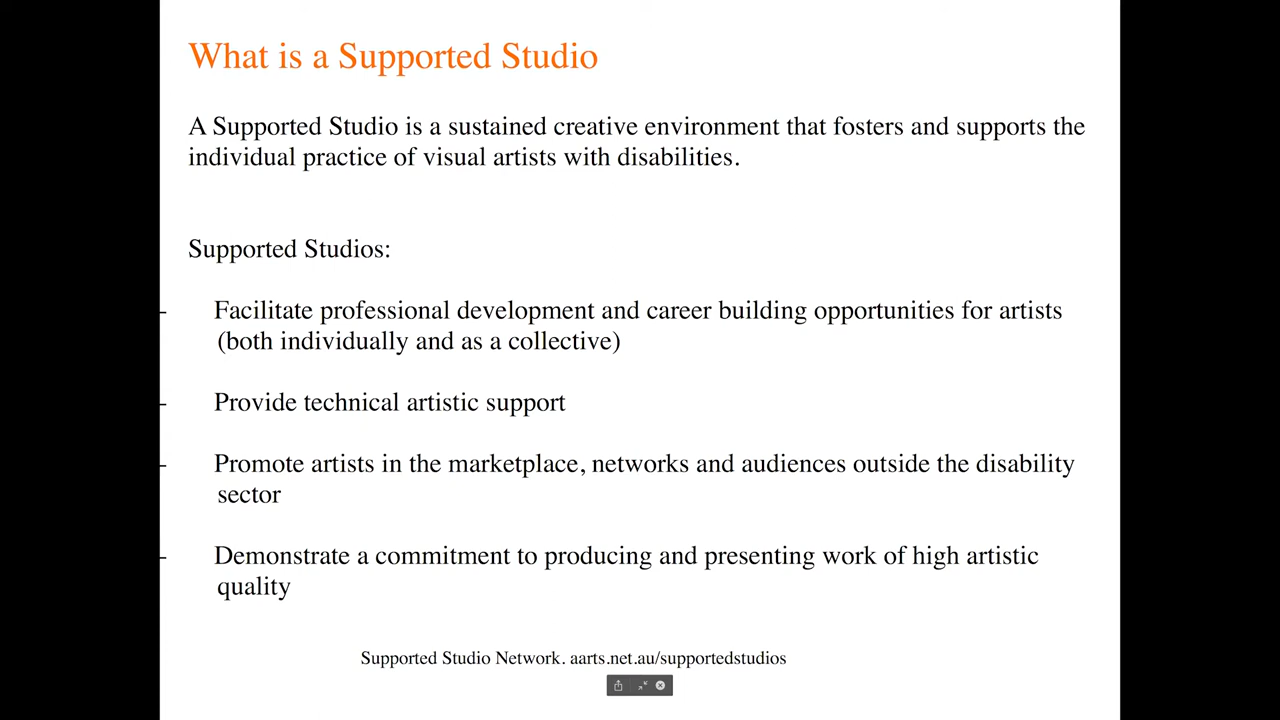 What is a Supported Studio
A Supported Studio is a sustained creative environment that fosters and supports the
individual practice of visual artists with disabilities.
Supported Studios:
- Facilitate professional development and career building opportunities for artists
(both individually and as a collective)
- Provide technical artistic support
- Promote artists in the marketplace, networks and audiences outside the disability
sector
- Demonstrate a commitment to producing and presenting work of high artistic
quality
Supported Studio Network. aarts.net.au/supportedstudios